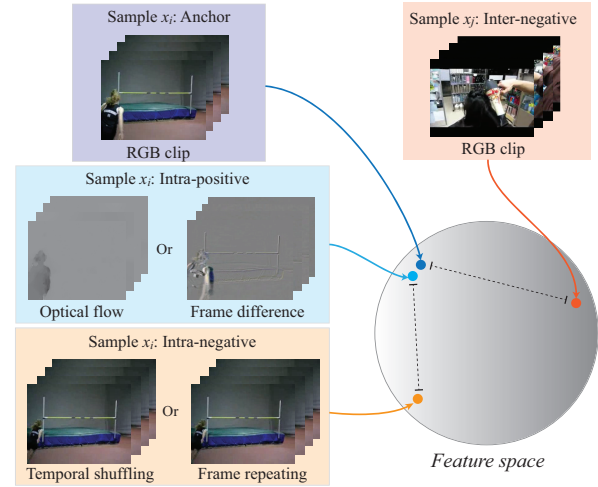 Sample xᵢ: Anchor
RGB clip
Sample xⱼ: Inter-negative
RGB clip
Sample xᵢ: Intra-positive
Or
Optical flow
Frame difference
Sample xᵢ: Intra-negative
Or
Temporal shuffling
Frame repeating
Feature space